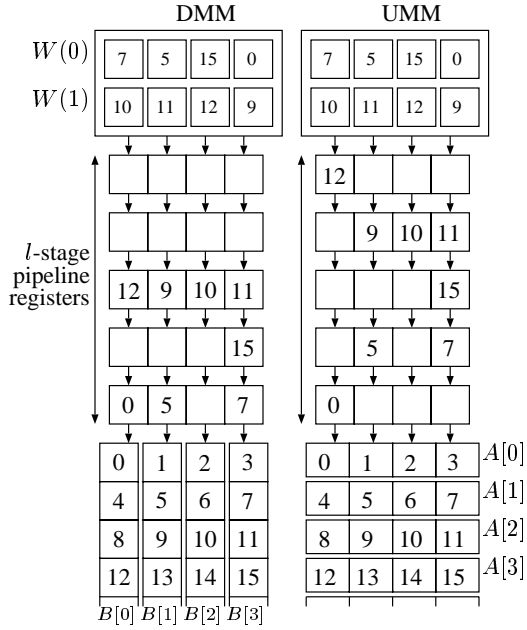 DMM UMM
W(0) 7 5 15 0 7 5 15 0
W(1) 10 11 12 9 10 11 12 9
12
9 10 11
l-stage
pipeline
registers
12 9 10 11 15
15 5 7
0 5 7 0
0 1 2 3 0 1 2 3 A[0]
4 5 6 7 4 5 6 7 A[1]
8 9 10 11 8 9 10 11 A[2]
12 13 14 15 12 13 14 15 A[3]
B[0] B[1] B[2] B[3]